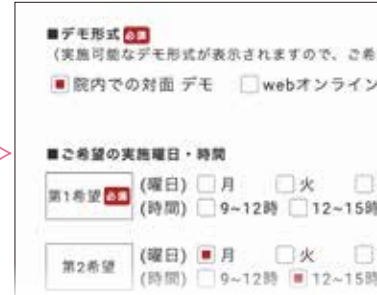 ■デモ形式 必須
(実施可能なデモ形式が表示されますので、ご希
院内での対面 デモ webオンライン
■ご希望の実施曜日・時間
第1希望 必須 (曜日) 月 火
(時間) 9~12時 12~15時
第2希望 (曜日) 月 火
(時間) 9~12時 12~15時